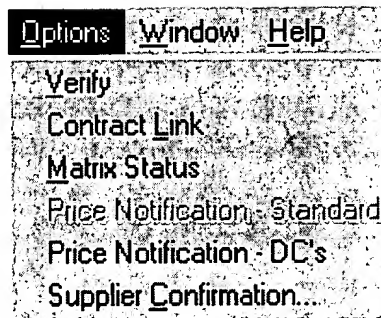 Options Window Help
Verify
Contract Link
Matrix Status
Price Notification - Standard
Price Notification - DC's
Supplier Confirmation...